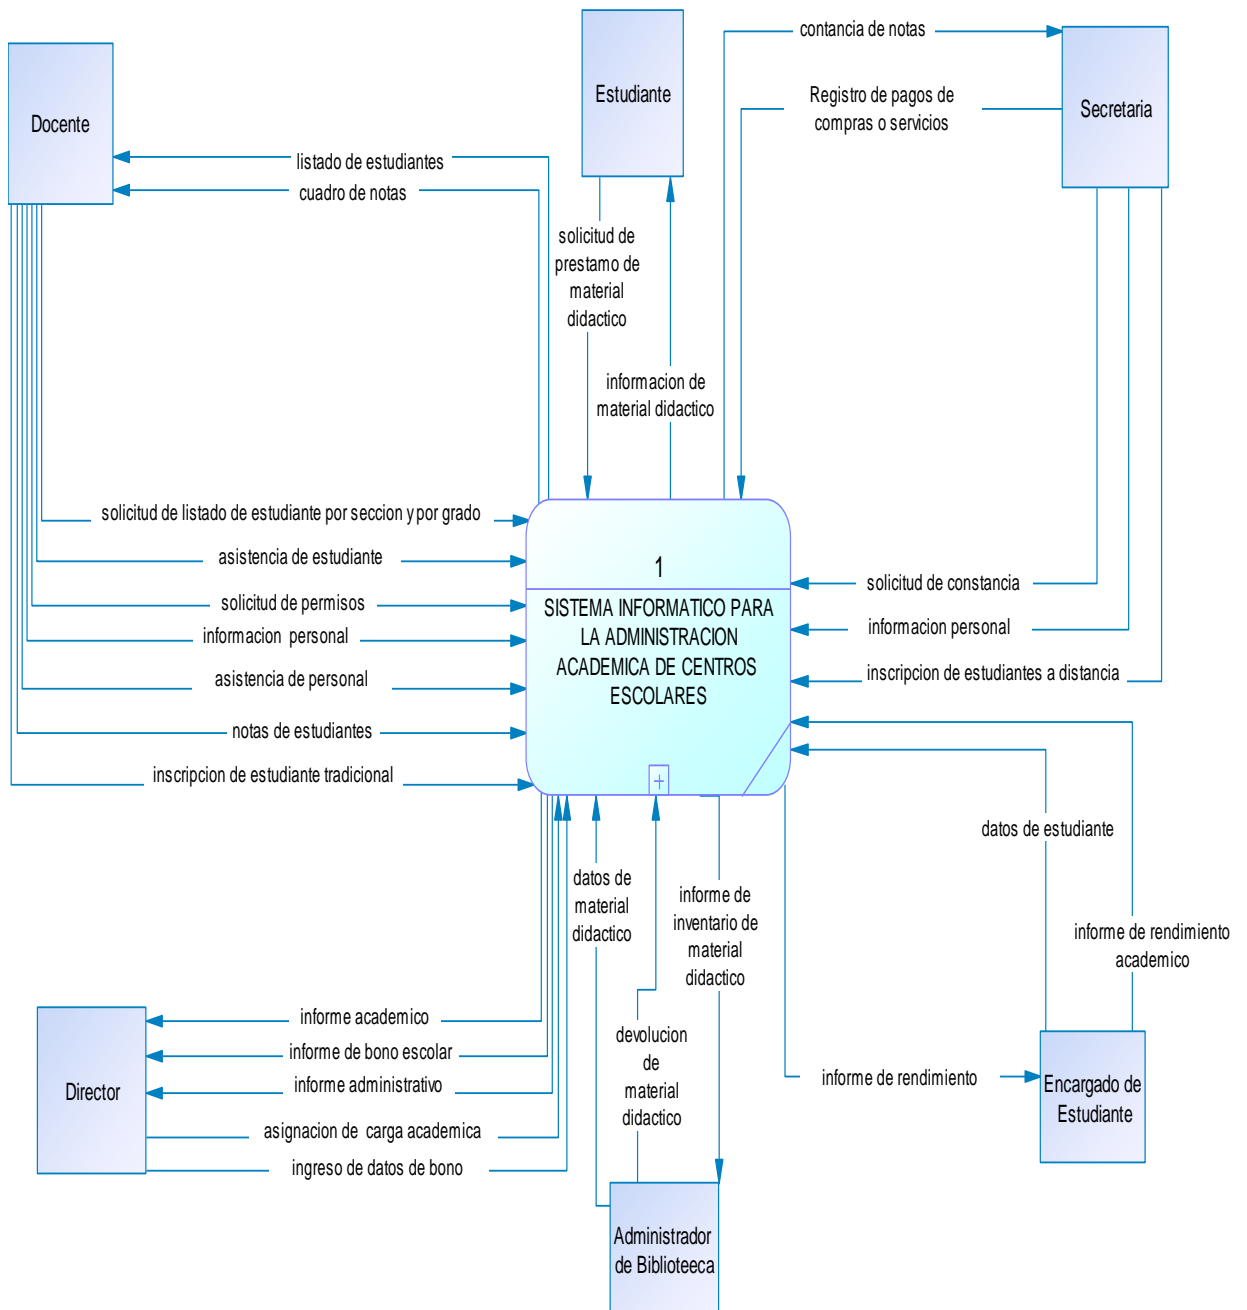 contancia de notas
Estudiante
Docente
Registro de pagos de
compras o servicios
Secretaria
listado de estudiantes
cuadro de notas
solicitud de
prestamo de
material
didactico
informacion de
material didactico
solicitud de listado de estudiante por seccion y por grado
asistencia de estudiante
solicitud de permisos
informacion personal
asistencia de personal
notas de estudiantes
inscripcion de estudiante tradicional
1
SISTEMA INFORMATICO PARA
LA ADMINISTRACION
ACADEMICA DE CENTROS
ESCOLARES
+
solicitud de constancia
informacion personal
inscripcion de estudiantes a distancia
datos de estudiante
informe de rendimiento
academico
datos de
material
didactico
informe de
inventario de
material
didactico
devolucion
de
material
didactico
informe academico
informe de bono escolar
informe administrativo
asignacion de carga academica
ingreso de datos de bono
Director
informe de rendimiento
Encargado de
Estudiante
Administrador
de Biblioteeca